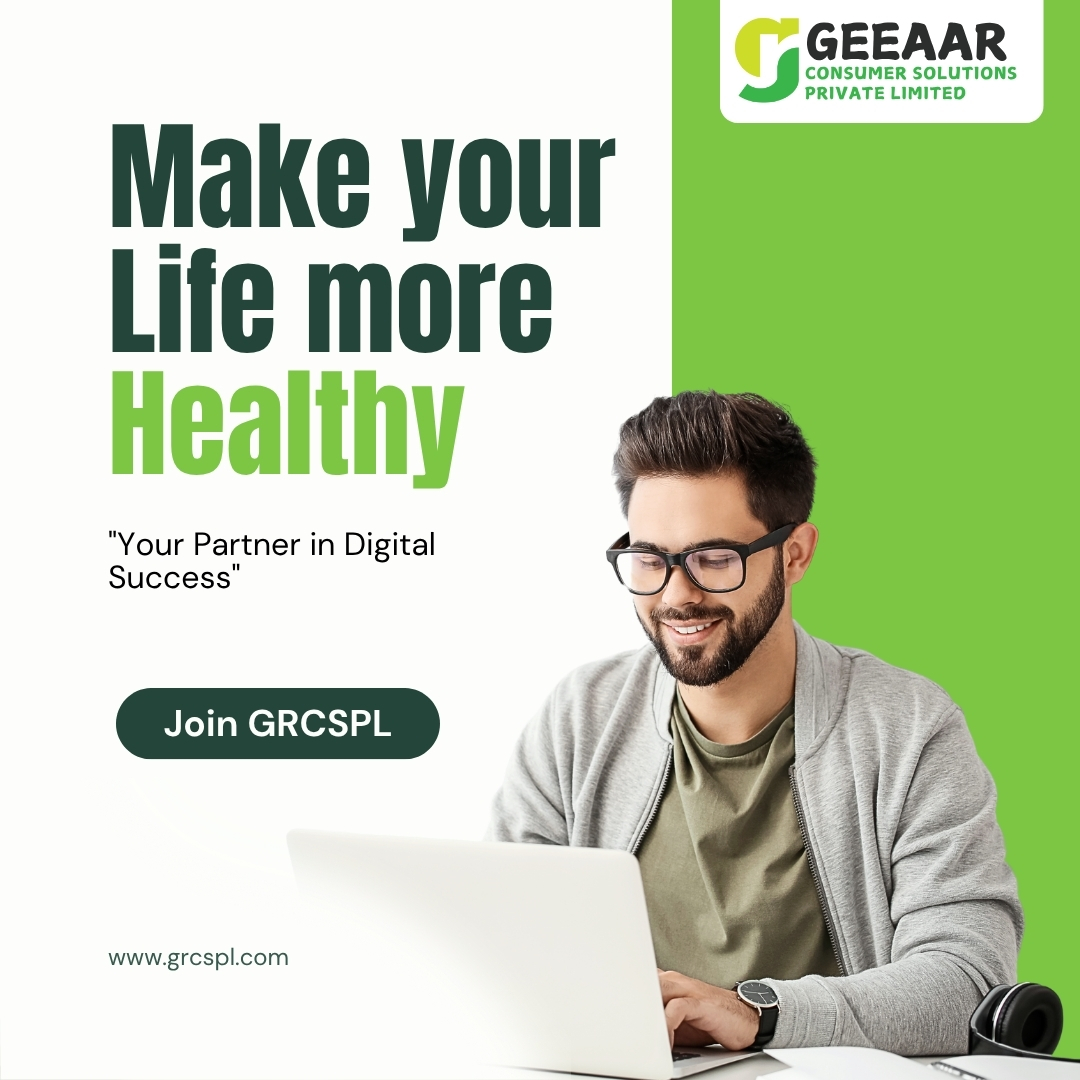 GEEAAR
CONSUMER SOLUTIONS
PRIVATE LIMITED
Make your
Life more
Healthy
"Your Partner in Digital
Success"
Join GRCSPL
www.grcspl.com